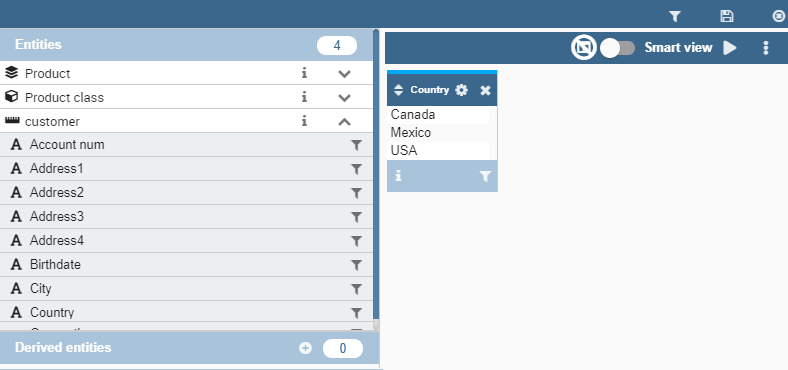 Entities 4
Smart view
Product
Product class
customer
Account num
Address1
Address2
Address3
Address4
Birthdate
City
Country
Derived entities 0
Country
Canada
Mexico
USA